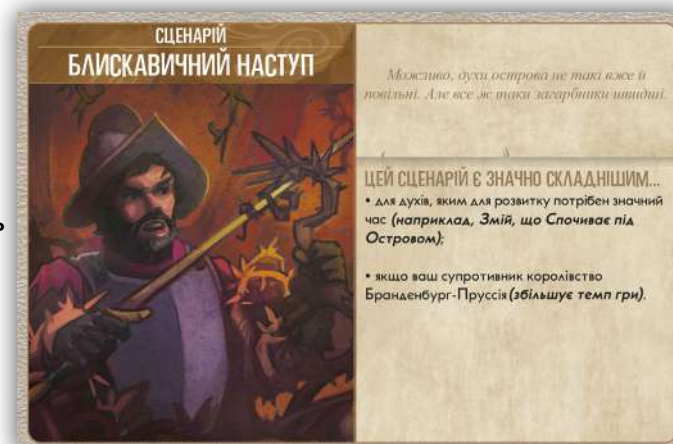 СЦЕНАРІЙ
БЛИСКАВИЧНИЙ НАСТУП
Можливо, духи острова не такі вже й
повільні. Але все ж таки загарбники швидші.
ЦЕЙ СЦЕНАРІЙ Є ЗНАЧНО СКЛАДНІШИМ...
• для духів, яким для розвитку потрібен значний
час (наприклад, Змій, що Спочиває під
Островом);
• якщо ваш супротивник королівство
Бранденбург-Пруссія (збільшує темп гри).